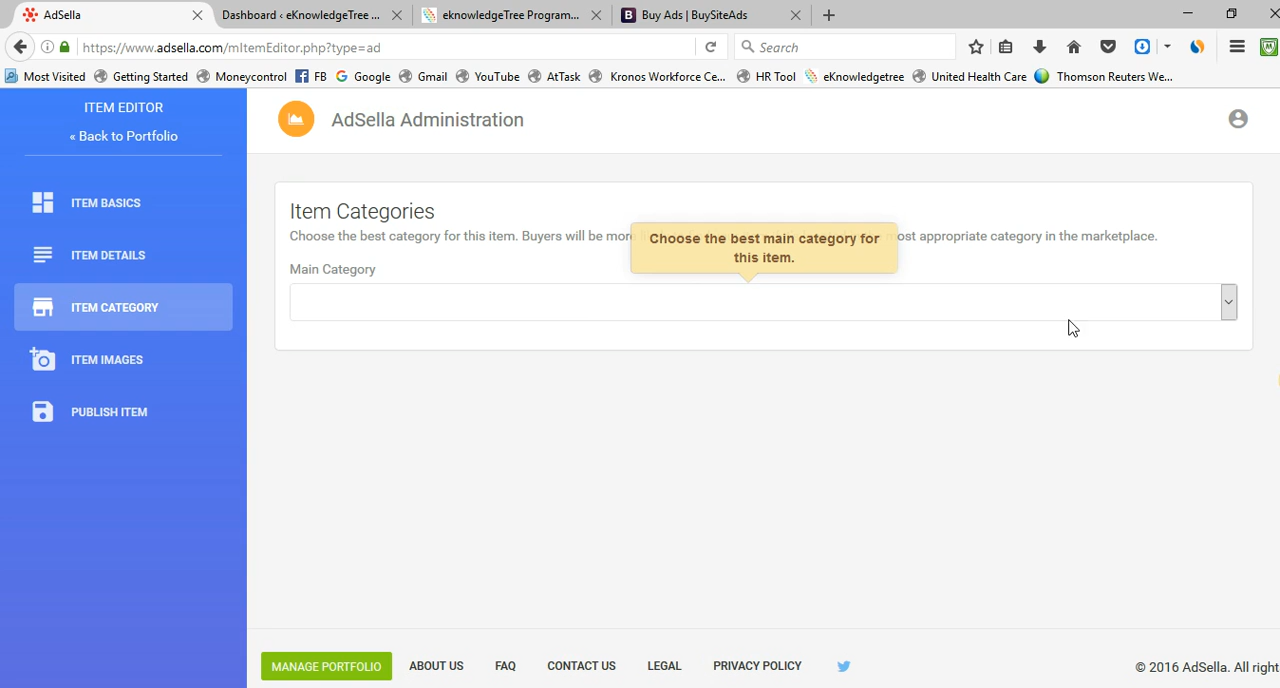 AdSella
Dashboard ‹ eKnowledgeTree ...
eknowledgeTree Program...
Buy Ads | BuySiteAds
https://www.adsella.com/mItemEditor.php?type=ad
Search
Most Visited Getting Started Moneycontrol FB Google Gmail YouTube AtTask Kronos Workforce Ce... HR Tool eKnowledgetree United Health Care Thomson Reuters We...
ITEM EDITOR
« Back to Portfolio
AdSella Administration
ITEM BASICS
ITEM DETAILS
ITEM CATEGORY
ITEM IMAGES
PUBLISH ITEM
Item Categories
Choose the best category for this item. Buyers will be more most appropriate category in the marketplace.
Choose the best main category for
this item.
Main Category
MANAGE PORTFOLIO ABOUT US FAQ CONTACT US LEGAL PRIVACY POLICY
© 2016 AdSella. All right